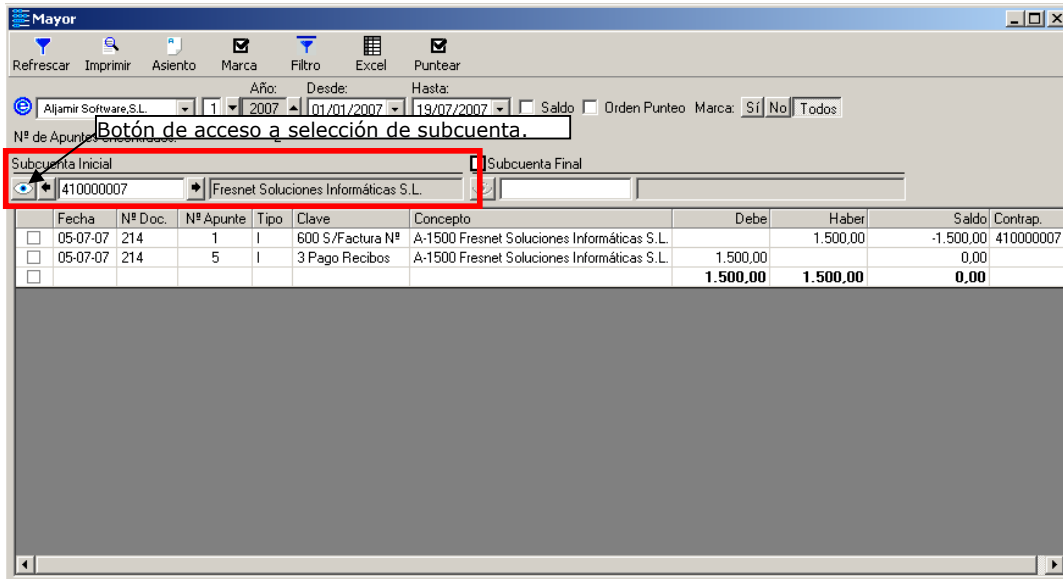 Mayor
Refrescar Imprimir Asiento Marca Filtro Excel Puntear
Año: Desde: Hasta:
Aljamir Software,S.L. 1 2007 01/01/2007 19/07/2007 Saldo Orden Punteo Marca: Sí No Todos
Botón de acceso a selección de subcuenta.
Nº de Apuntes encontrados: 2
Subcuenta Inicial Subcuenta Final
410000007 Fresnet Soluciones Informáticas S.L.
Fecha Nº Doc. Nº Apunte Tipo Clave Concepto Debe Haber Saldo Contrap.
05-07-07 214 1 I 600 S/Factura Nº A-1500 Fresnet Soluciones Informáticas S.L. 1.500,00 -1.500,00 410000007
05-07-07 214 5 I 3 Pago Recibos A-1500 Fresnet Soluciones Informáticas S.L. 1.500,00 0,00
1.500,00 1.500,00 0,00